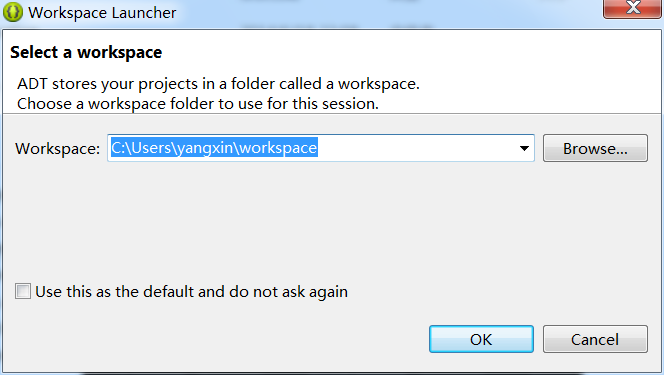 Workspace Launcher
Select a workspace
ADT stores your projects in a folder called a workspace.
Choose a workspace folder to use for this session.
Workspace: C:\Users\yangxin\workspace Browse...
Use this as the default and do not ask again
OK Cancel